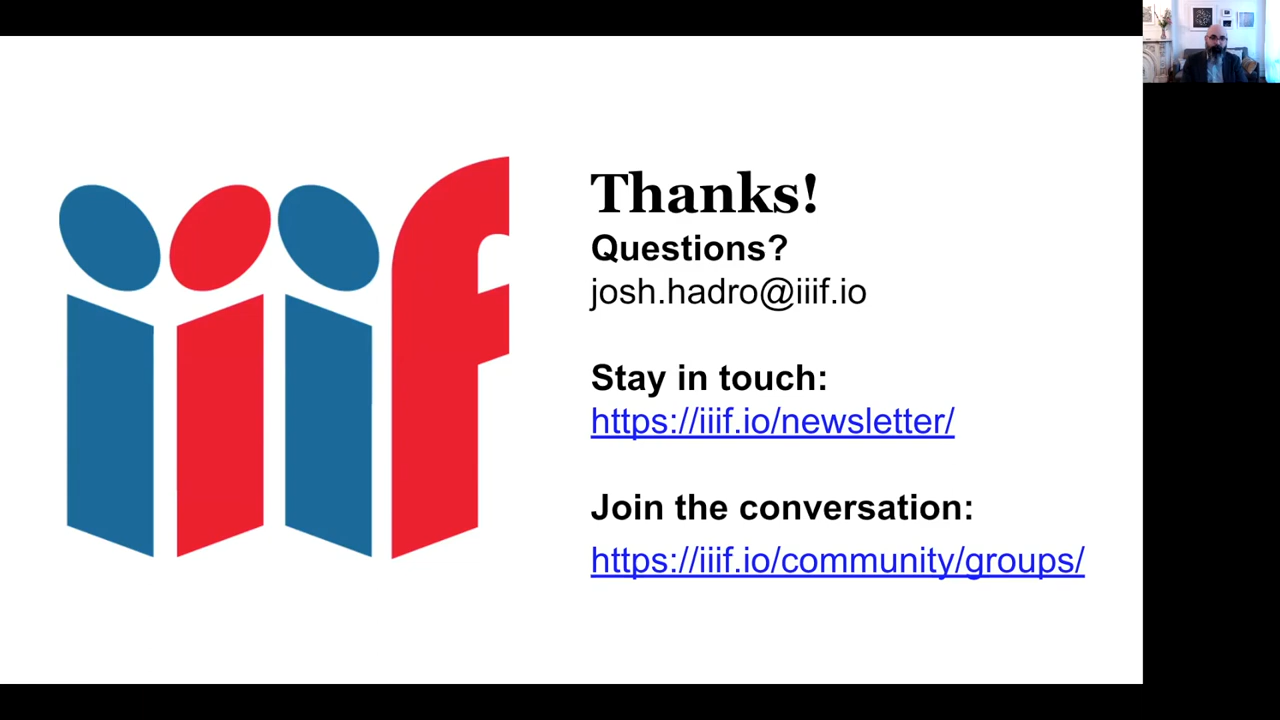 iiif
Thanks!
Questions?
josh.hadro@iiif.io
Stay in touch:
https://iiif.io/newsletter/
Join the conversation:
https://iiif.io/community/groups/